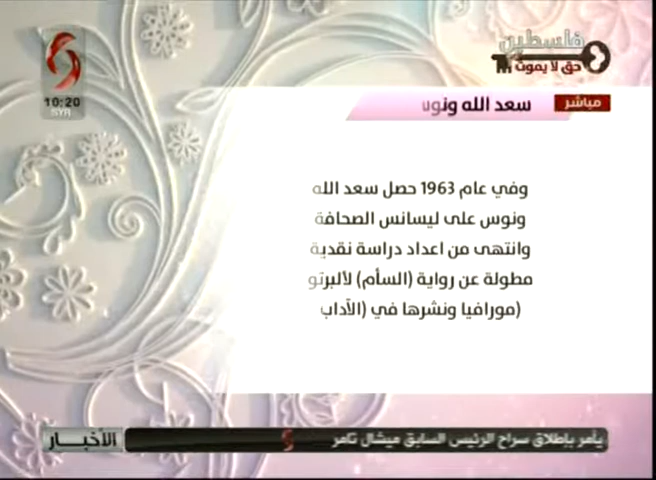 فلسطين
حق لا يموت
10:20
SYR
مباشر
سعد الله ونوس
وفي عام 1963 حصل سعد الله
ونوس على ليسانس الصحافة
وانتهى من اعداد دراسة نقدية
مطولة عن رواية (السأم) لألبرتو
مورافيا ونشرها في (الآداب)
الأخبار
يأمر بإطلاق سراح الرئيس السابق ميشال تامر